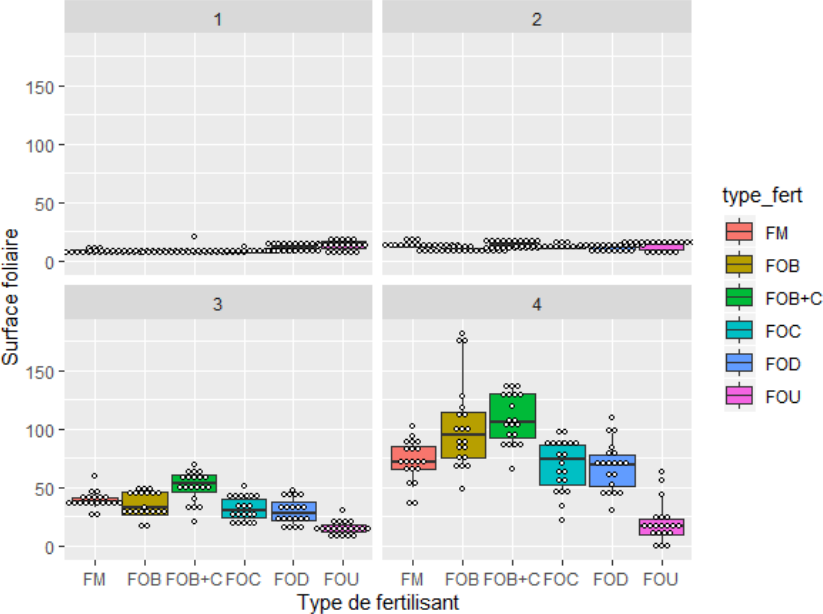 1
2
150
100
50
0
Surface foliaire
3
4
150
100
50
0
FM FOB FOB+C FOC FOD FOU
FM FOB FOB+C FOC FOD FOU
Type de fertilisant
type_fert
FM
FOB
FOB+C
FOC
FOD
FOU